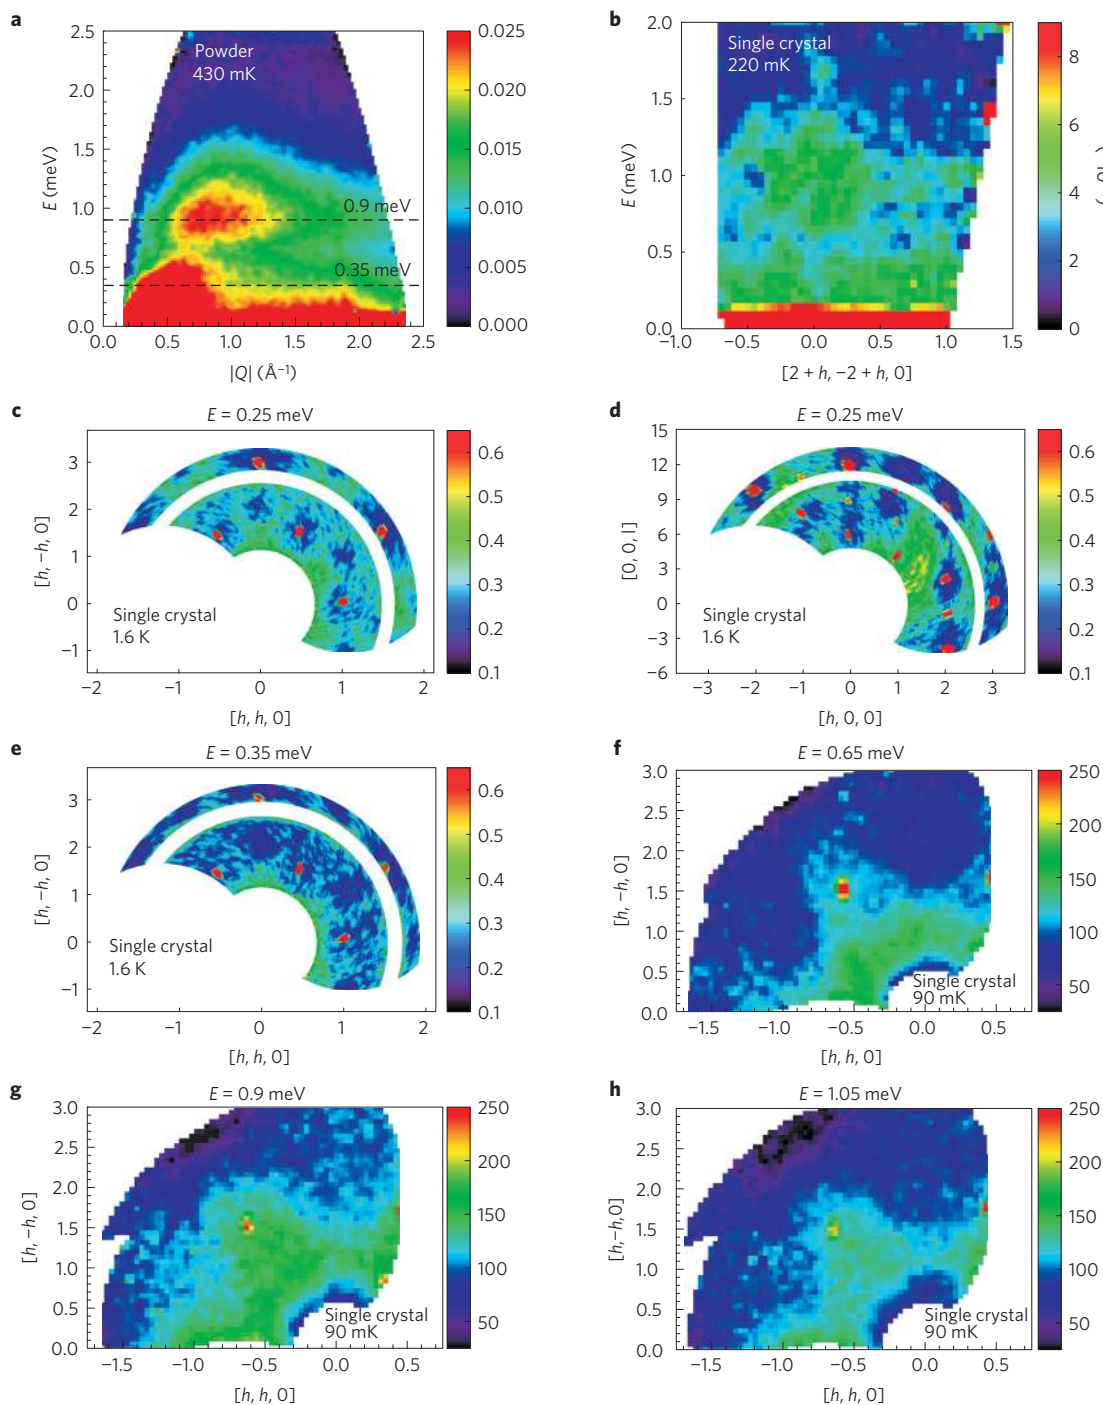 a
2.5
2.0
1.5
1.0
0.5
0.0
E (meV)
Powder
430 mK
0.9 meV
0.35 meV
0.0 0.5 1.0 1.5 2.0 2.5
|Q| (Å⁻¹)
0.025
0.020
0.015
0.010
0.005
0.000
b
2.0
1.5
1.0
0.5
0.0
E (meV)
Single crystal
220 mK
−1.0 −0.5 0.0 0.5 1.0 1.5
[2 + h, −2 + h, 0]
8
6
4
2
0
c
E = 0.25 meV
3
2
1
0
−1
[h, −h, 0]
Single crystal
1.6 K
−2 −1 0 1 2
[h, h, 0]
0.6
0.5
0.4
0.3
0.2
0.1
d
E = 0.25 meV
15
12
9
6
3
0
−3
−6
[0, 0, l]
Single crystal
1.6 K
−3 −2 −1 0 1 2 3
[h, 0, 0]
0.6
0.5
0.4
0.3
0.2
0.1
e
E = 0.35 meV
3
2
1
0
−1
[h, −h, 0]
Single crystal
1.6 K
−2 −1 0 1 2
[h, h, 0]
0.6
0.5
0.4
0.3
0.2
0.1
f
E = 0.65 meV
3.0
2.5
2.0
1.5
1.0
0.5
0.0
[h, −h, 0]
Single crystal
90 mK
−1.5 −1.0 −0.5 0.0 0.5
[h, h, 0]
250
200
150
100
50
g
E = 0.9 meV
3.0
2.5
2.0
1.5
1.0
0.5
0.0
[h, −h, 0]
Single crystal
90 mK
−1.5 −1.0 −0.5 0.0 0.5
[h, h, 0]
250
200
150
100
50
h
E = 1.05 meV
3.0
2.5
2.0
1.5
1.0
0.5
0.0
[h,−h,0]
Single crystal
90 mK
−1.5 −1.0 −0.5 0.0 0.5
[h, h, 0]
250
200
150
100
50